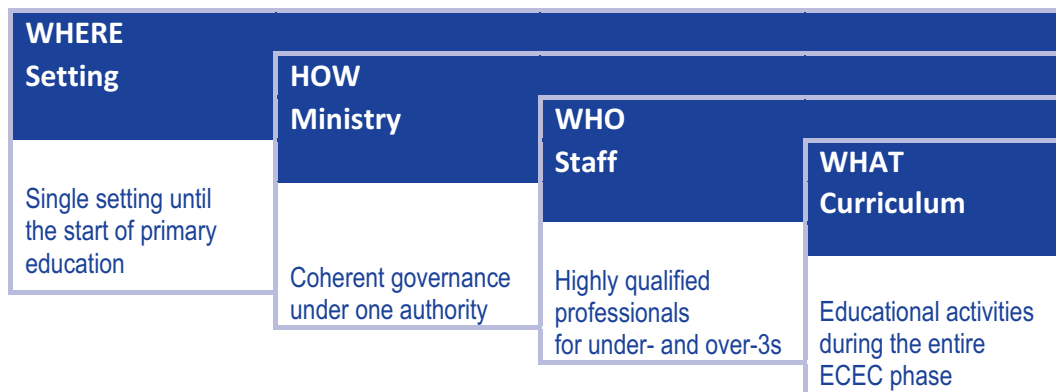 WHERE
Setting
Single setting until
the start of primary
education
HOW
Ministry
Coherent governance
under one authority
WHO
Staff
Highly qualified
professionals
for under- and over-3s
WHAT
Curriculum
Educational activities
during the entire
ECEC phase